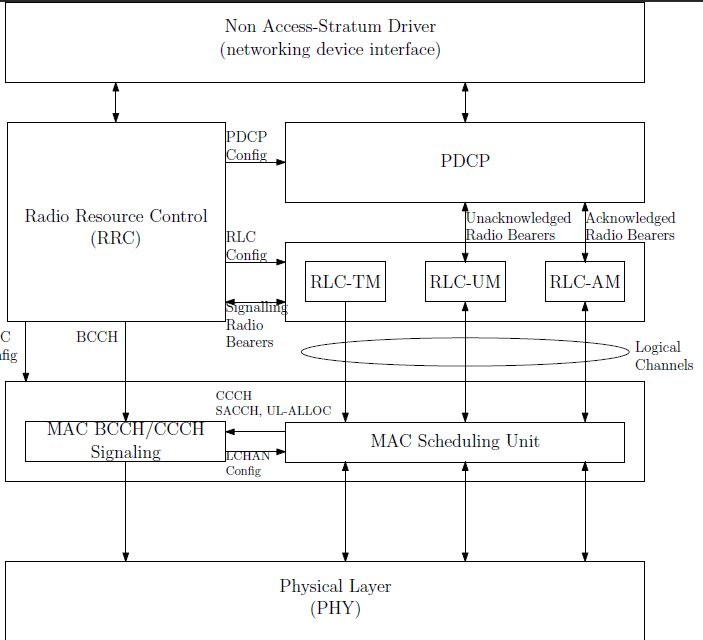 Non Access-Stratum Driver
(networking device interface)
PDCP
Config
PDCP
Radio Resource Control
(RRC)
Unacknowledged
Radio Bearers
Acknowledged
Radio Bearers
RLC
Config
RLC-TM
RLC-UM
RLC-AM
Signalling
Radio
Bearers
C
nfig
BCCH
Logical
Channels
CCCH
SACCH, UL-ALLOC
MAC BCCH/CCCH
Signaling
MAC Scheduling Unit
LCHAN
Config
Physical Layer
(PHY)